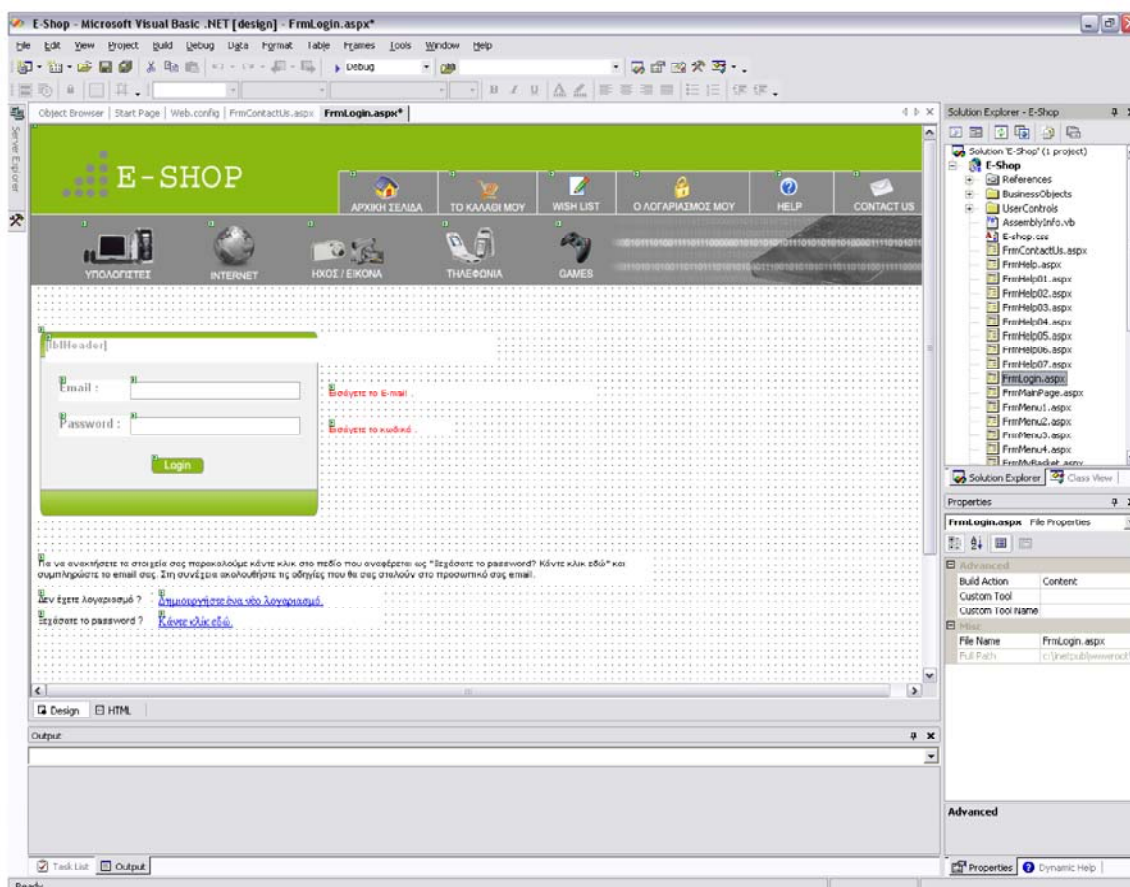 E-Shop - Microsoft Visual Basic .NET [design] - FrmLogin.aspx*
File Edit View Project Build Debug Data Format Table Frames Tools Window Help
Debug
B I U A
Object Browser | Start Page | Web.config | FrmContactUs.aspx | FrmLogin.aspx*
Server Explorer
E-SHOP
ΑΡΧΙΚΗ ΣΕΛΙΔΑ ΤΟ ΚΑΛΑΘΙ ΜΟΥ WISH LIST Ο ΛΟΓΑΡΙΑΣΜΟΣ ΜΟΥ HELP CONTACT US
ΥΠΟΛΟΓΙΣΤΕΣ INTERNET ΗΧΟΣ / ΕΙΚΟΝΑ ΤΗΛΕΦΩΝΙΑ GAMES
[lblHeader]
Email :
Εισάγετε το E-mail .
Password :
Εισάγετε το κωδικό .
Login
Για να ανακτήσετε τα στοιχεία σας παρακαλούμε κάντε κλικ στο πεδίο που αναφέρεται ως "Ξεχάσατε το password? Κάντε κλικ εδώ" και
συμπληρώστε το email σας. Στη συνέχεια ακολουθήστε τις οδηγίες που θα σας σταλούν στο προσωπικό σας email.
Δεν έχετε λογαριασμό ? Δημιουργήστε ένα νέο λογαριασμό.
Ξεχάσατε το password ? Κάντε κλίκ εδώ.
Design HTML
Output
Task List Output
Ready
Solution Explorer - E-Shop
Solution 'E-Shop' (1 project)
E-Shop
References
BusinessObjects
UserControls
AssemblyInfo.vb
E-shop.css
FrmContactUs.aspx
FrmHelp.aspx
FrmHelp01.aspx
FrmHelp02.aspx
FrmHelp03.aspx
FrmHelp04.aspx
FrmHelp05.aspx
FrmHelp06.aspx
FrmHelp07.aspx
FrmLogin.aspx
FrmMainPage.aspx
FrmMenu1.aspx
FrmMenu2.aspx
FrmMenu3.aspx
FrmMenu4.aspx
FrmMyBasket.aspx
Solution Explorer Class View
Properties
FrmLogin.aspx File Properties
Advanced
Build Action Content
Custom Tool
Custom Tool Name
Misc
File Name FrmLogin.aspx
Full Path c:\inetpub\wwwroot\
Advanced
Properties Dynamic Help